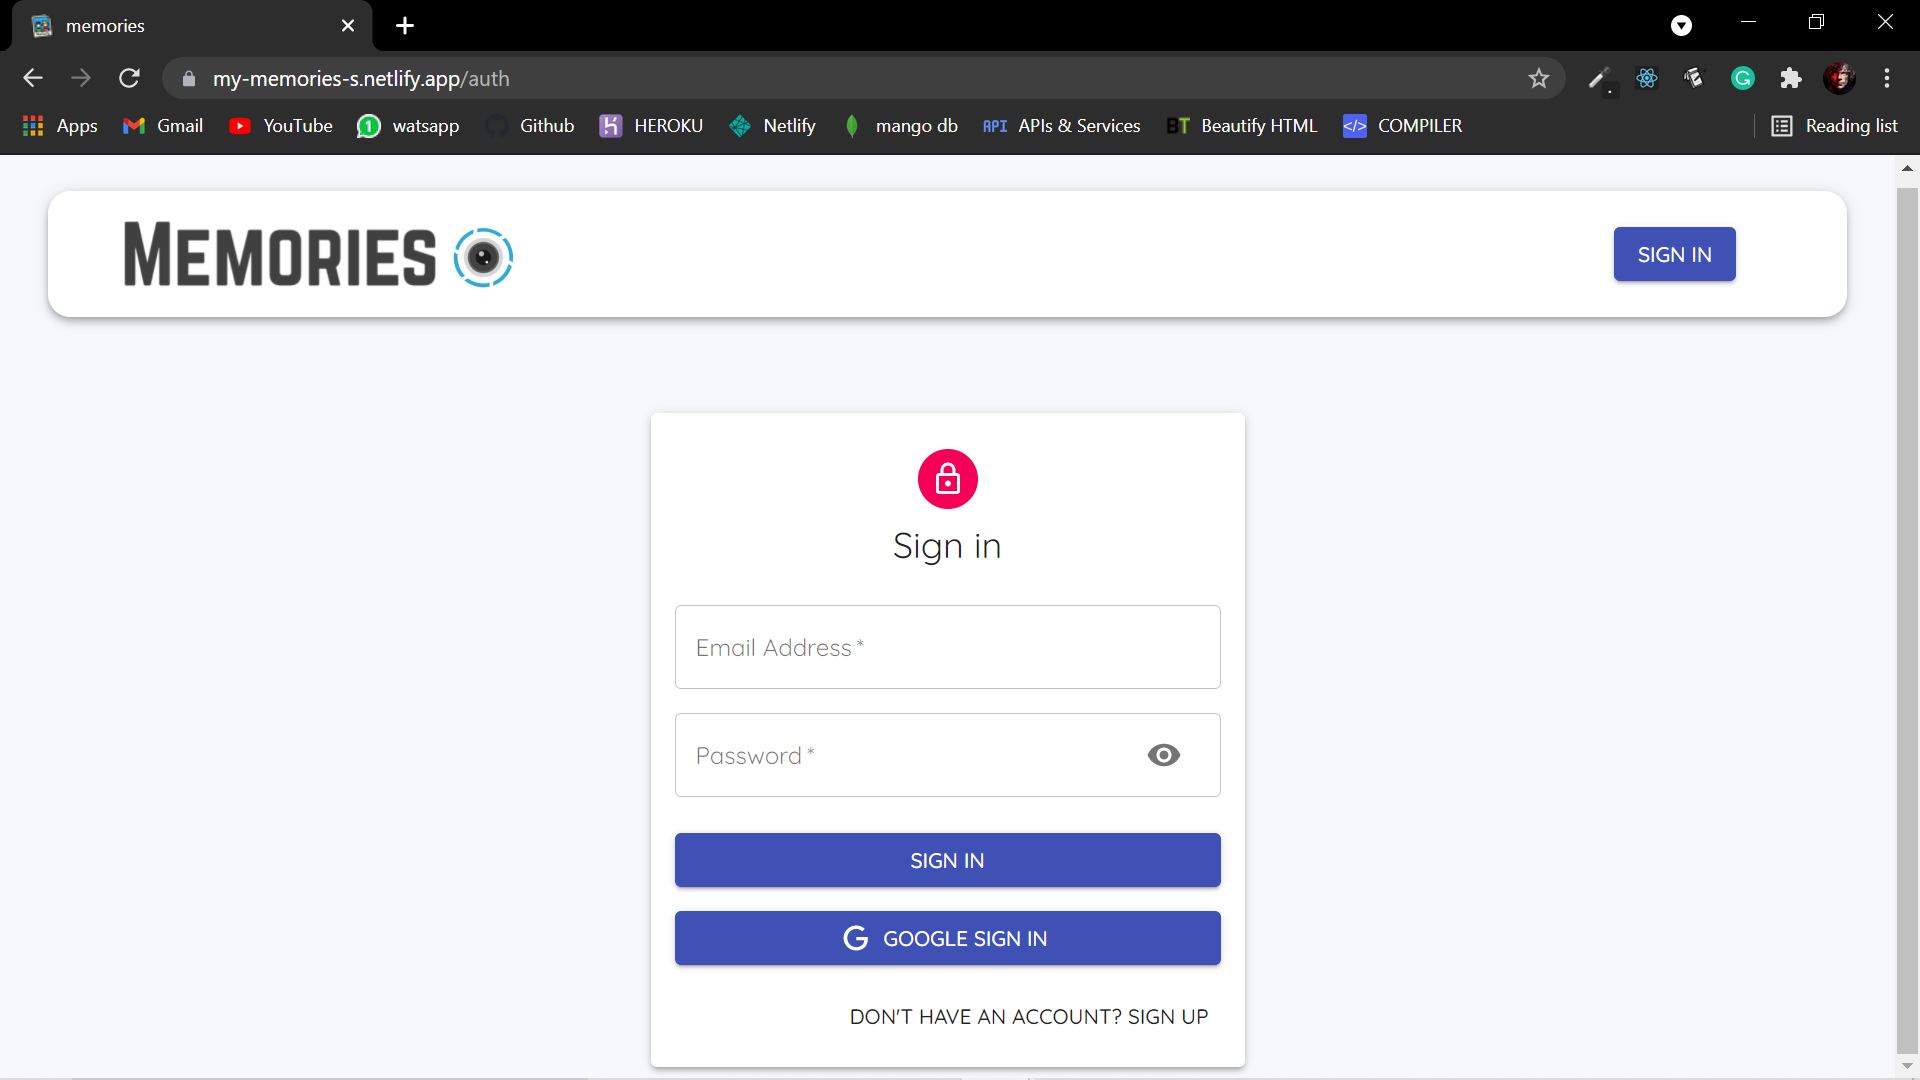 memories
my-memories-s.netlify.app/auth
Apps Gmail YouTube 1 watsapp Github HEROKU Netlify mango db API APIs & Services BT Beautify HTML </> COMPILER Reading list
MEMORIES SIGN IN
Sign in
Email Address *
Password *
SIGN IN
G GOOGLE SIGN IN
DON'T HAVE AN ACCOUNT? SIGN UP